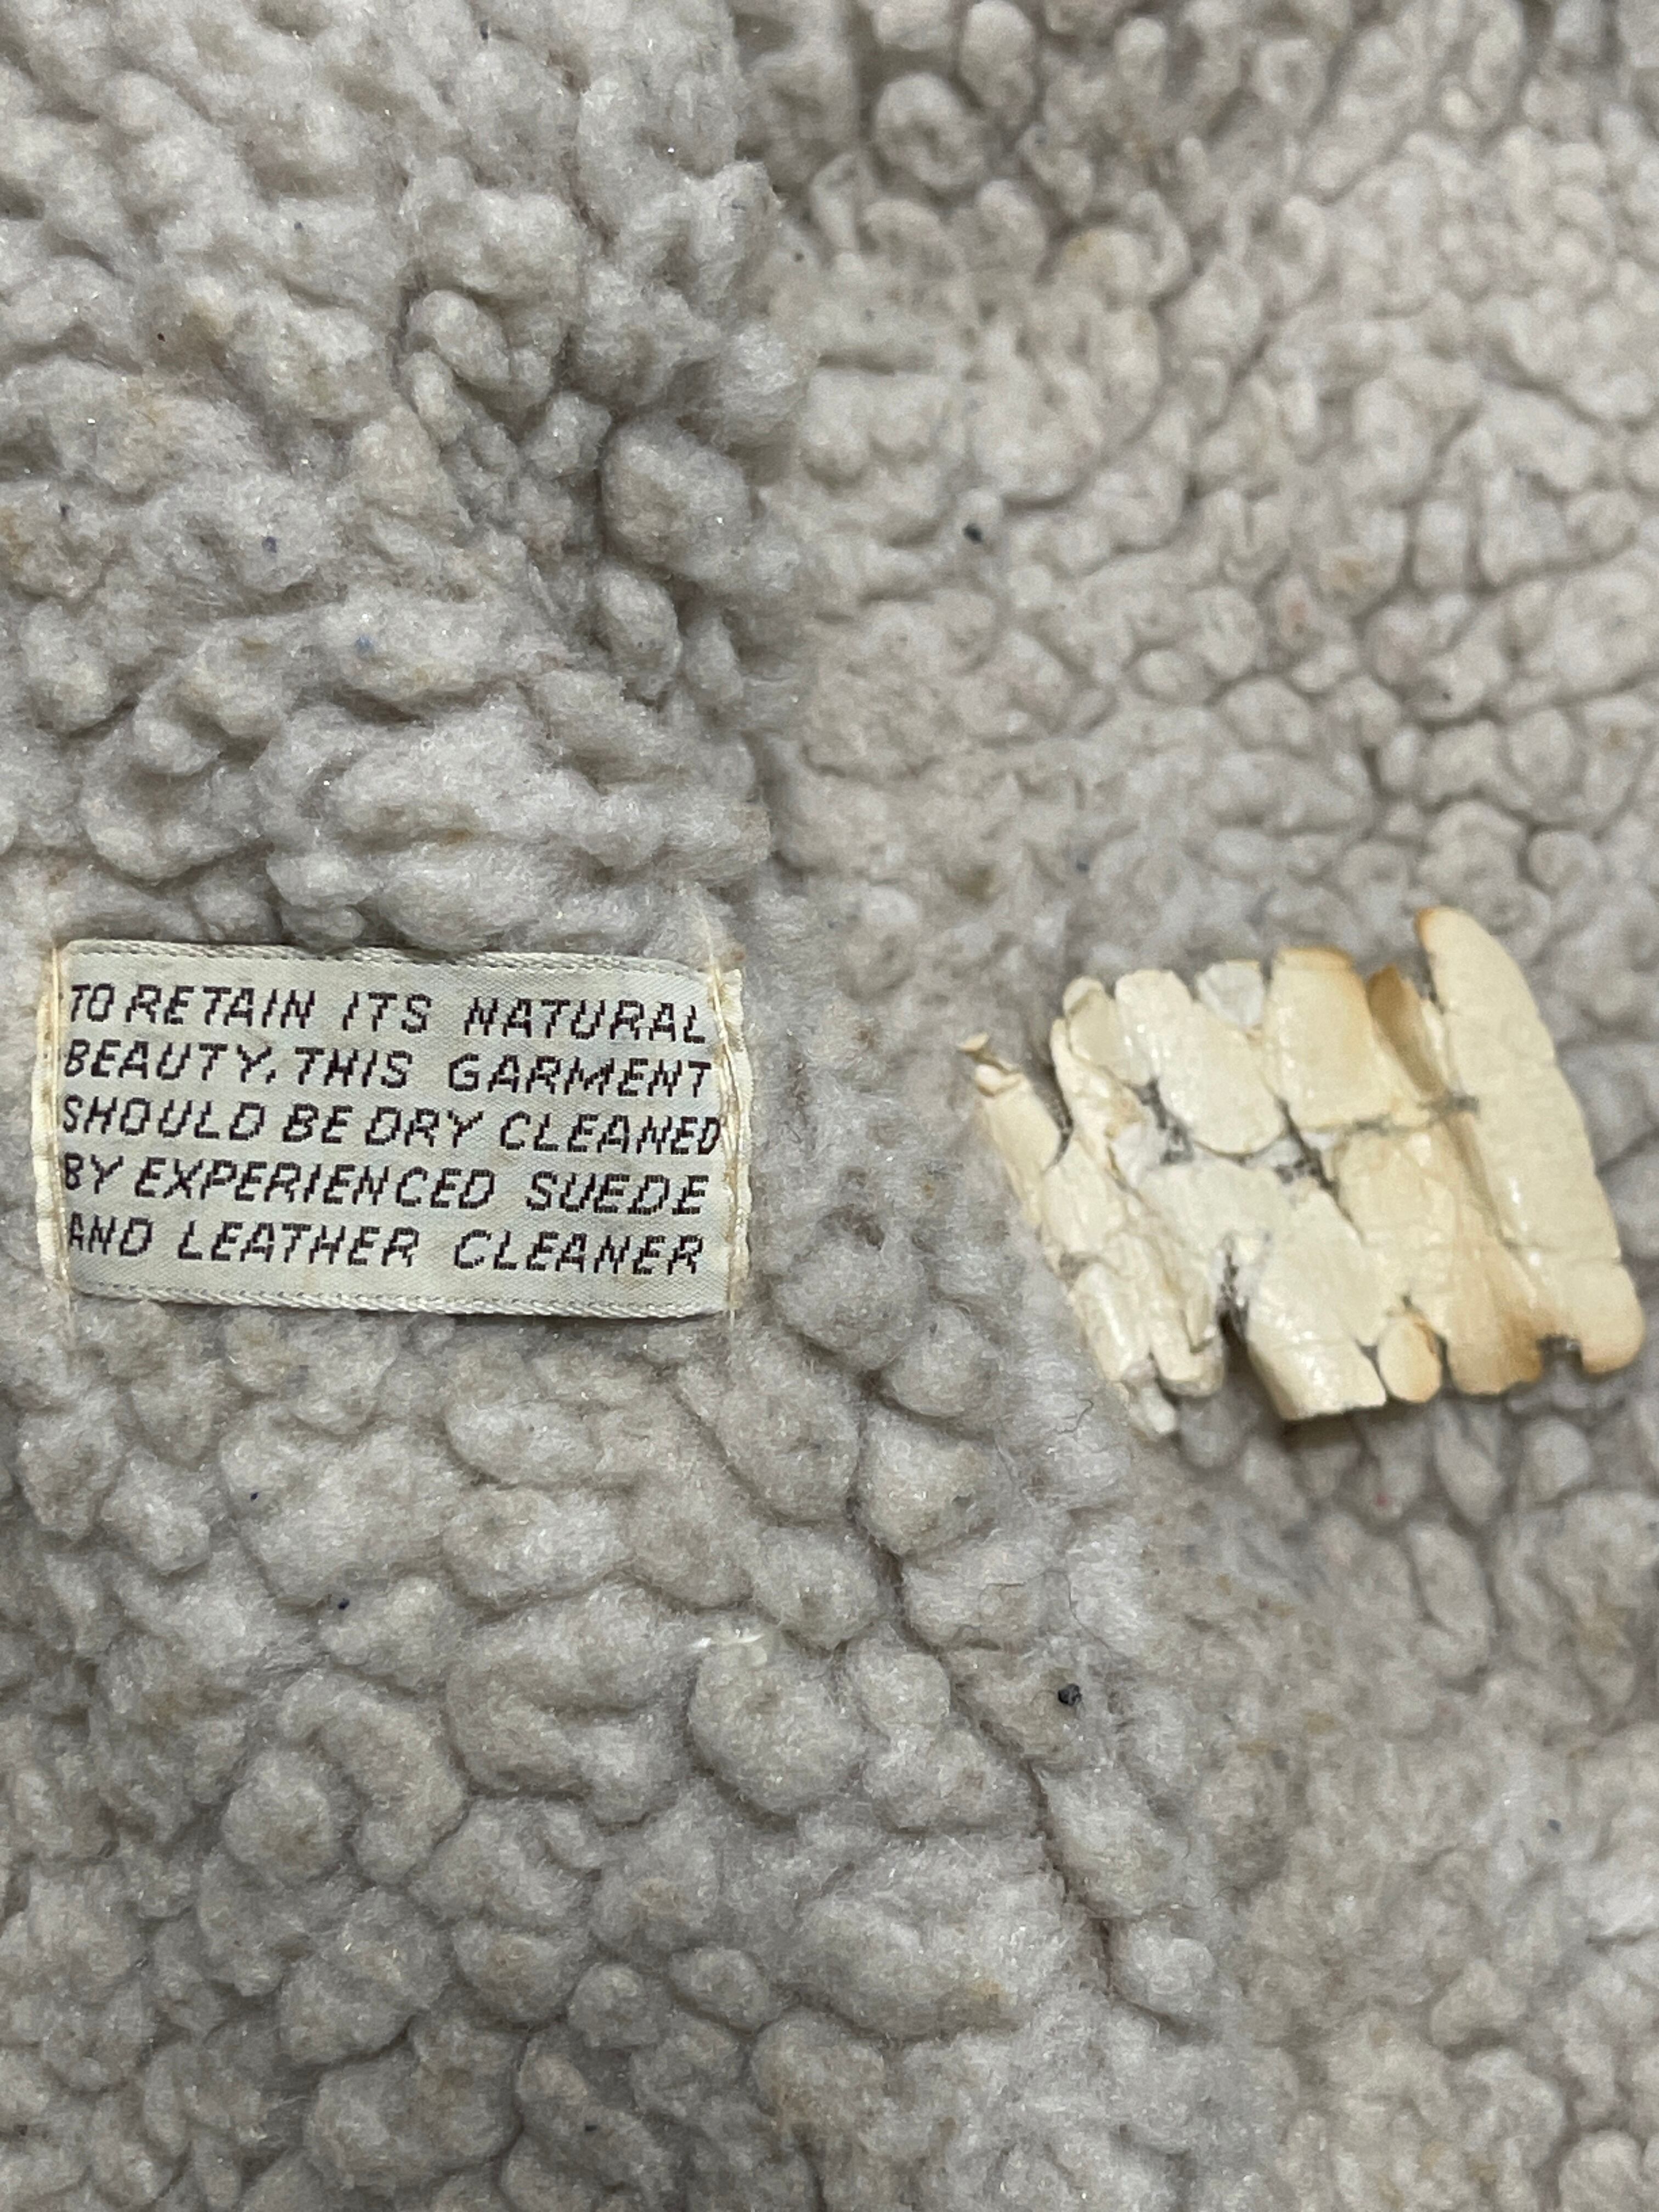 TO RETAIN ITS NATURAL
BEAUTY, THIS GARMENT
SHOULD BE DRY CLEANED
BY EXPERIENCED SUEDE
AND LEATHER CLEANER